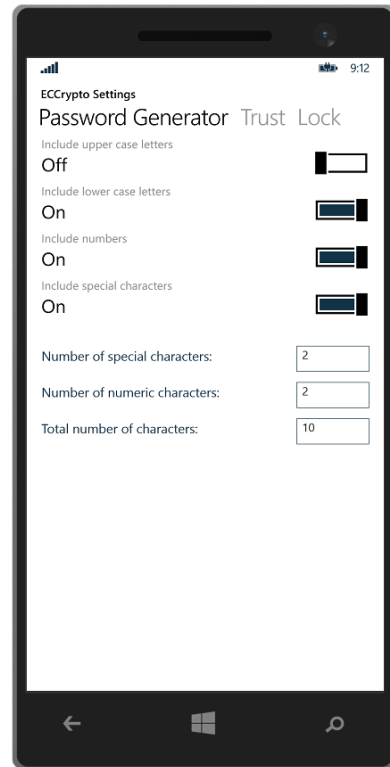 9:12
ECCrypto Settings
Password Generator Trust Lock
Include upper case letters
Off
Include lower case letters
On
Include numbers
On
Include special characters
On
Number of special characters: 2
Number of numeric characters: 2
Total number of characters: 10